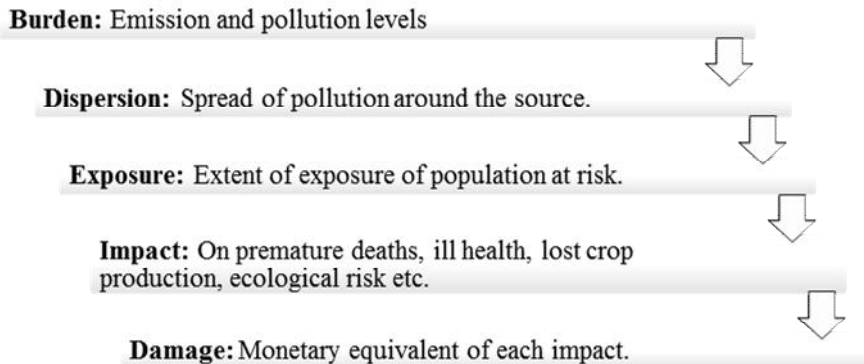 Burden: Emission and pollution levels
Dispersion: Spread of pollution around the source.
Exposure: Extent of exposure of population at risk.
Impact: On premature deaths, ill health, lost crop
production, ecological risk etc.
Damage: Monetary equivalent of each impact.